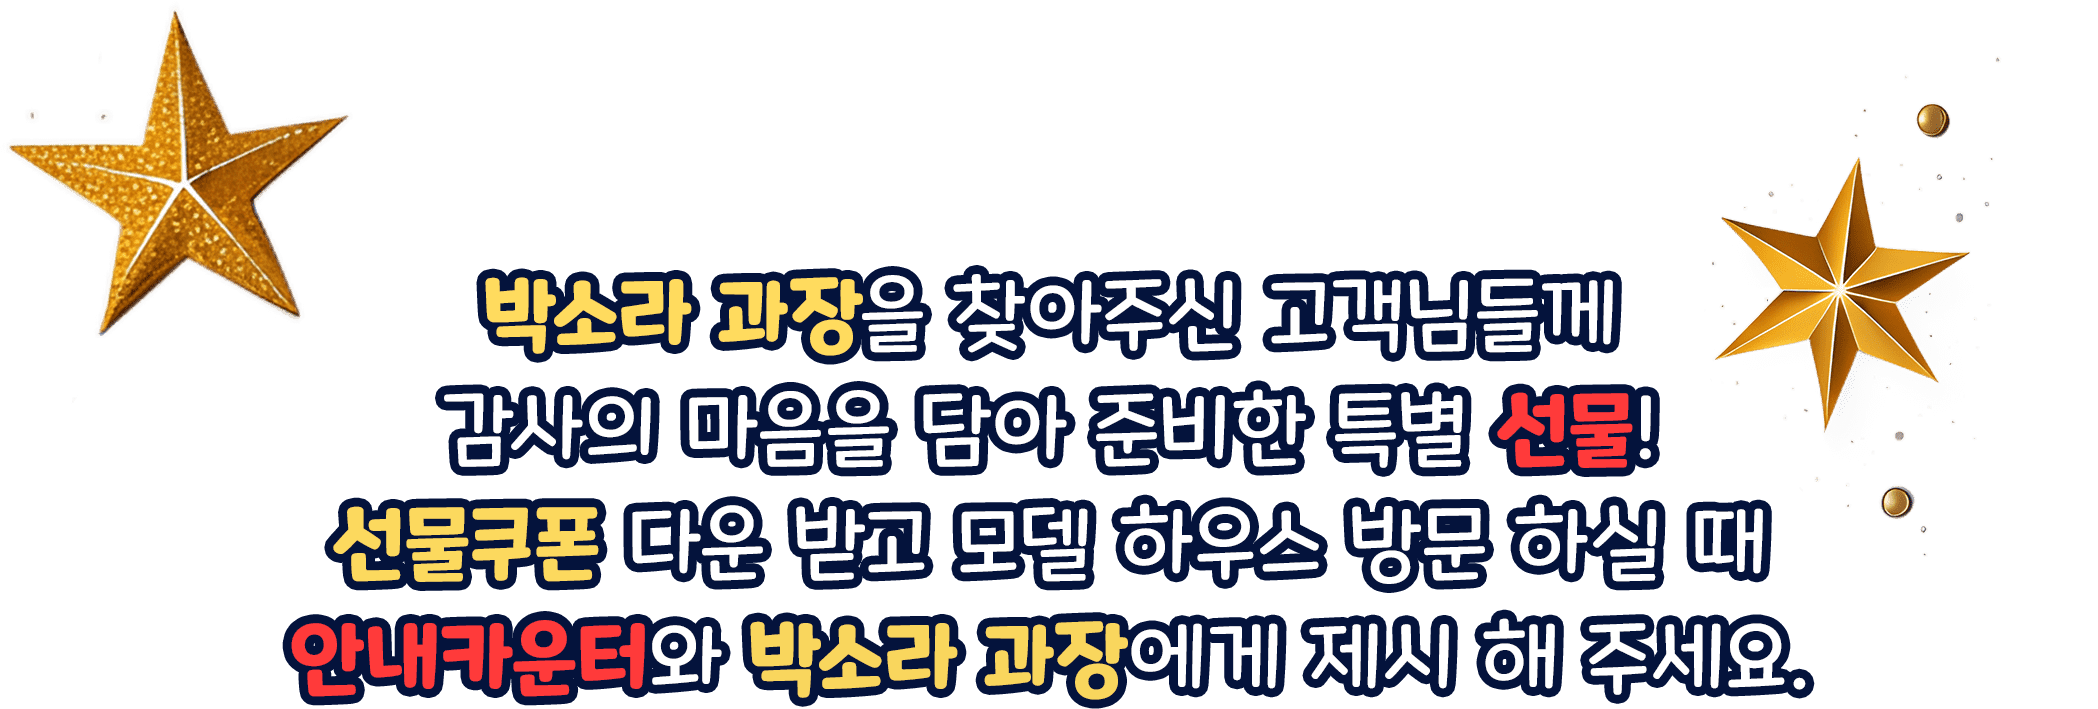 박소라 과장을 찾아주신 고객님들께
감사의 마음을 담아 준비한 특별 선물!
선물쿠폰 다운 받고 모델 하우스 방문 하실 때
안내카운터와 박소라 과장에게 제시 해 주세요.